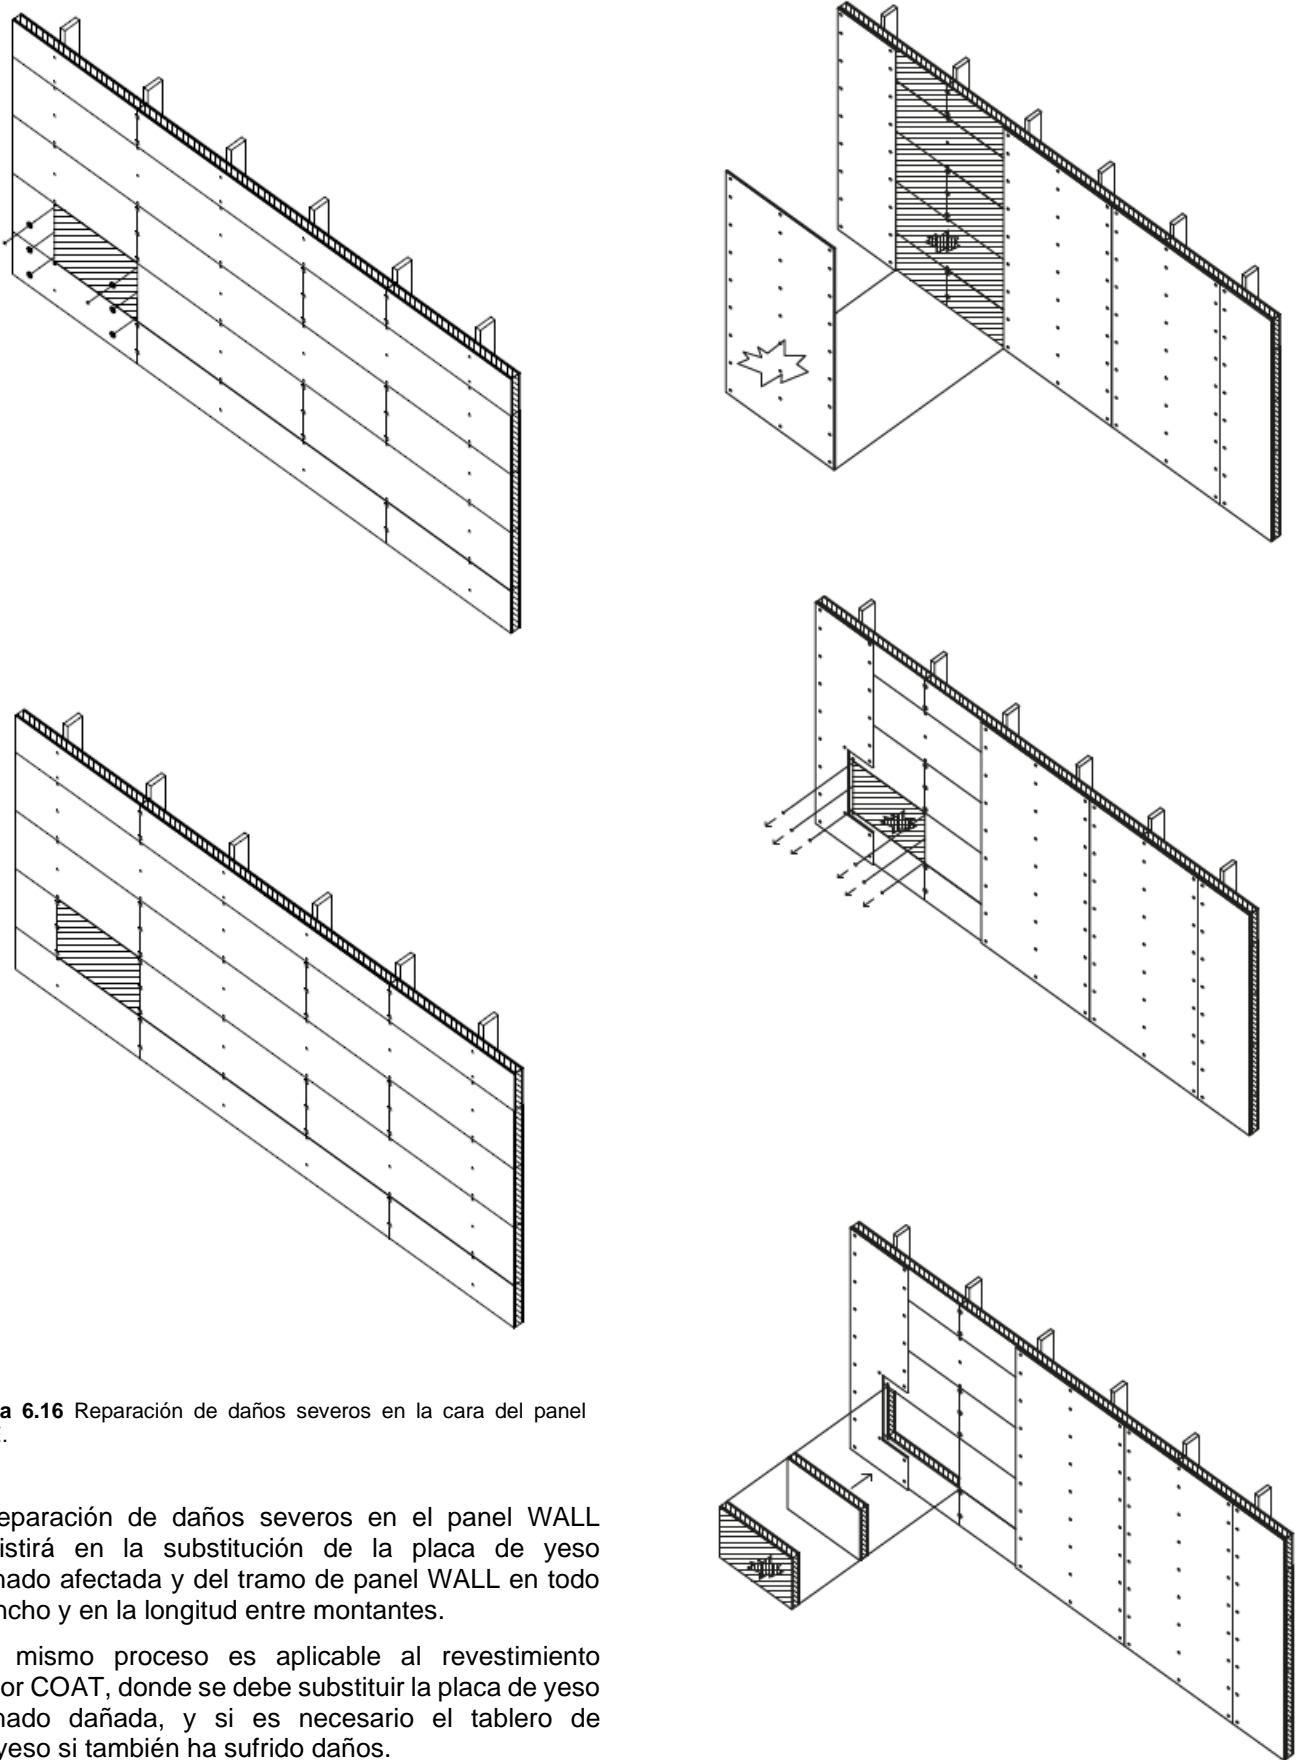 a 6.16 Reparación de daños severos en la cara del panel
eparación de daños severos en el panel WALL
istirá en la substitución de la placa de yeso
nado afectada y del tramo de panel WALL en todo
ncho y en la longitud entre montantes.
mismo proceso es aplicable al revestimiento
or COAT, donde se debe substituir la placa de yeso
nado dañada, y si es necesario el tablero de
yeso si también ha sufrido daños.